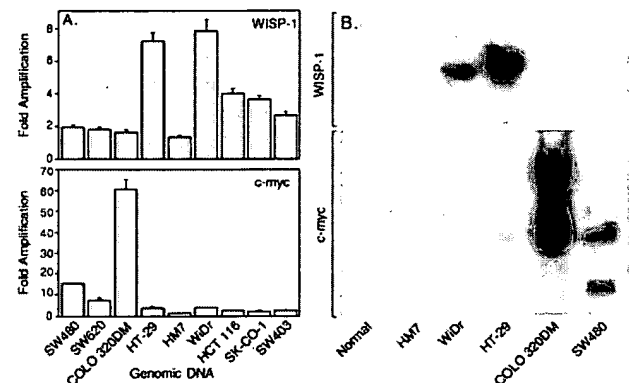 A.
WISP-1
Fold Amplification
8
6
4
2
0
c-myc
Fold Amplification
70
60
50
40
30
20
10
0
SW480
SW620
COLO 320DM
HT-29
HM7
WiDr
HCT 116
SK-CO-1
SW403
Genomic DNA
B.
WISP-1
c-myc
Normal
HM7
WiDr
HT-29
COLO 320DM
SW480